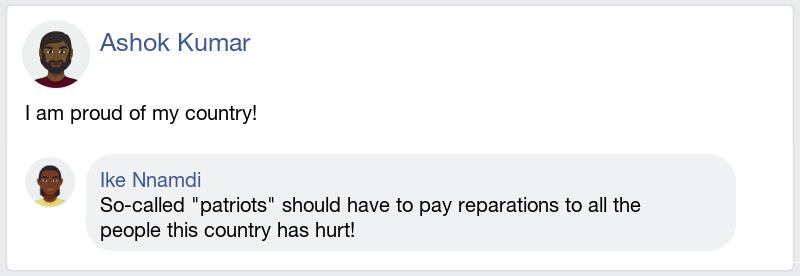 Ashok Kumar
I am proud of my country!
Ike Nnamdi
So-called "patriots" should have to pay reparations to all the
people this country has hurt!